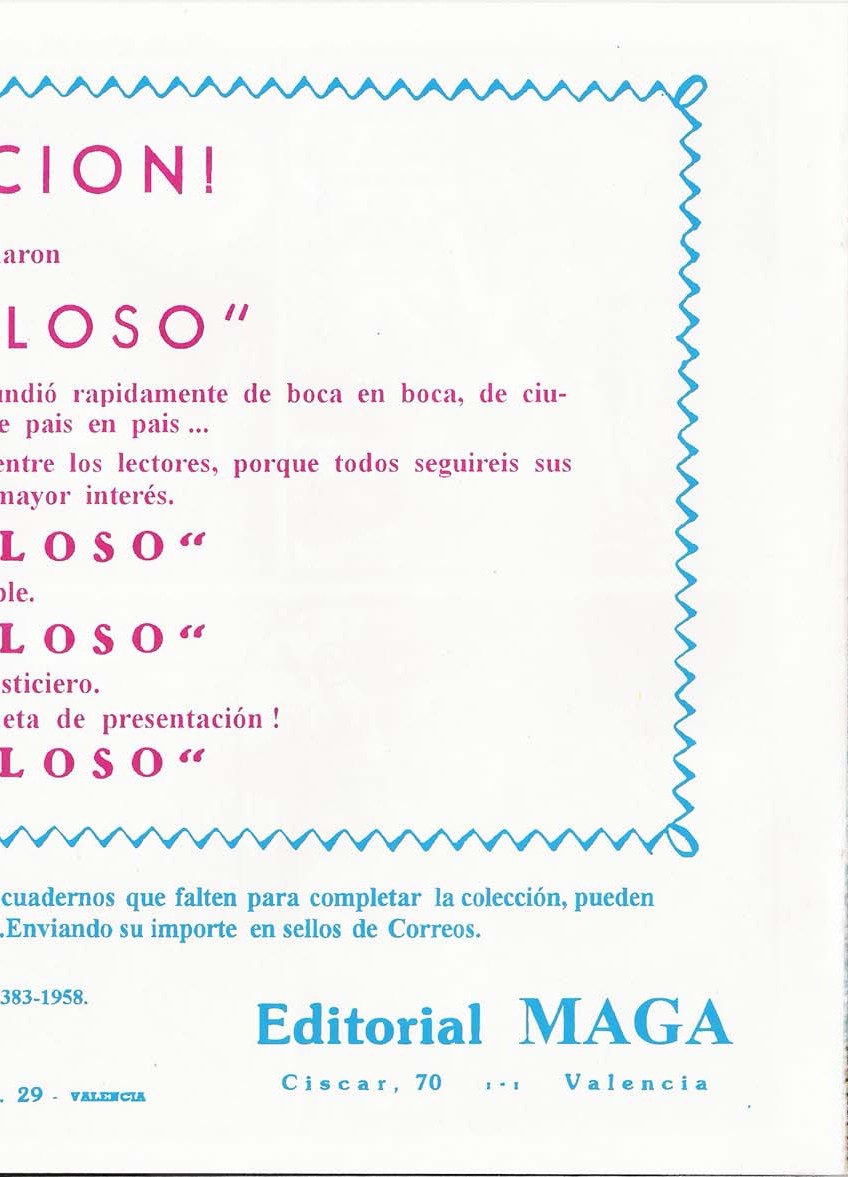 CION!
aron
LOSO"
undió rapidamente de boca en boca, de ciu-
e pais en pais ...
entre los lectores, porque todos seguireis sus
mayor interés.
LOSO“
ble.
LOSO“
sticiero.
eta de presentación !
LOSO“
cuadernos que falten para completar la colección, pueden
.Enviando su importe en sellos de Correos.
383-1958.
Editorial MAGA
. 29 - VALENCIA
Ciscar, 70 :-: Valencia